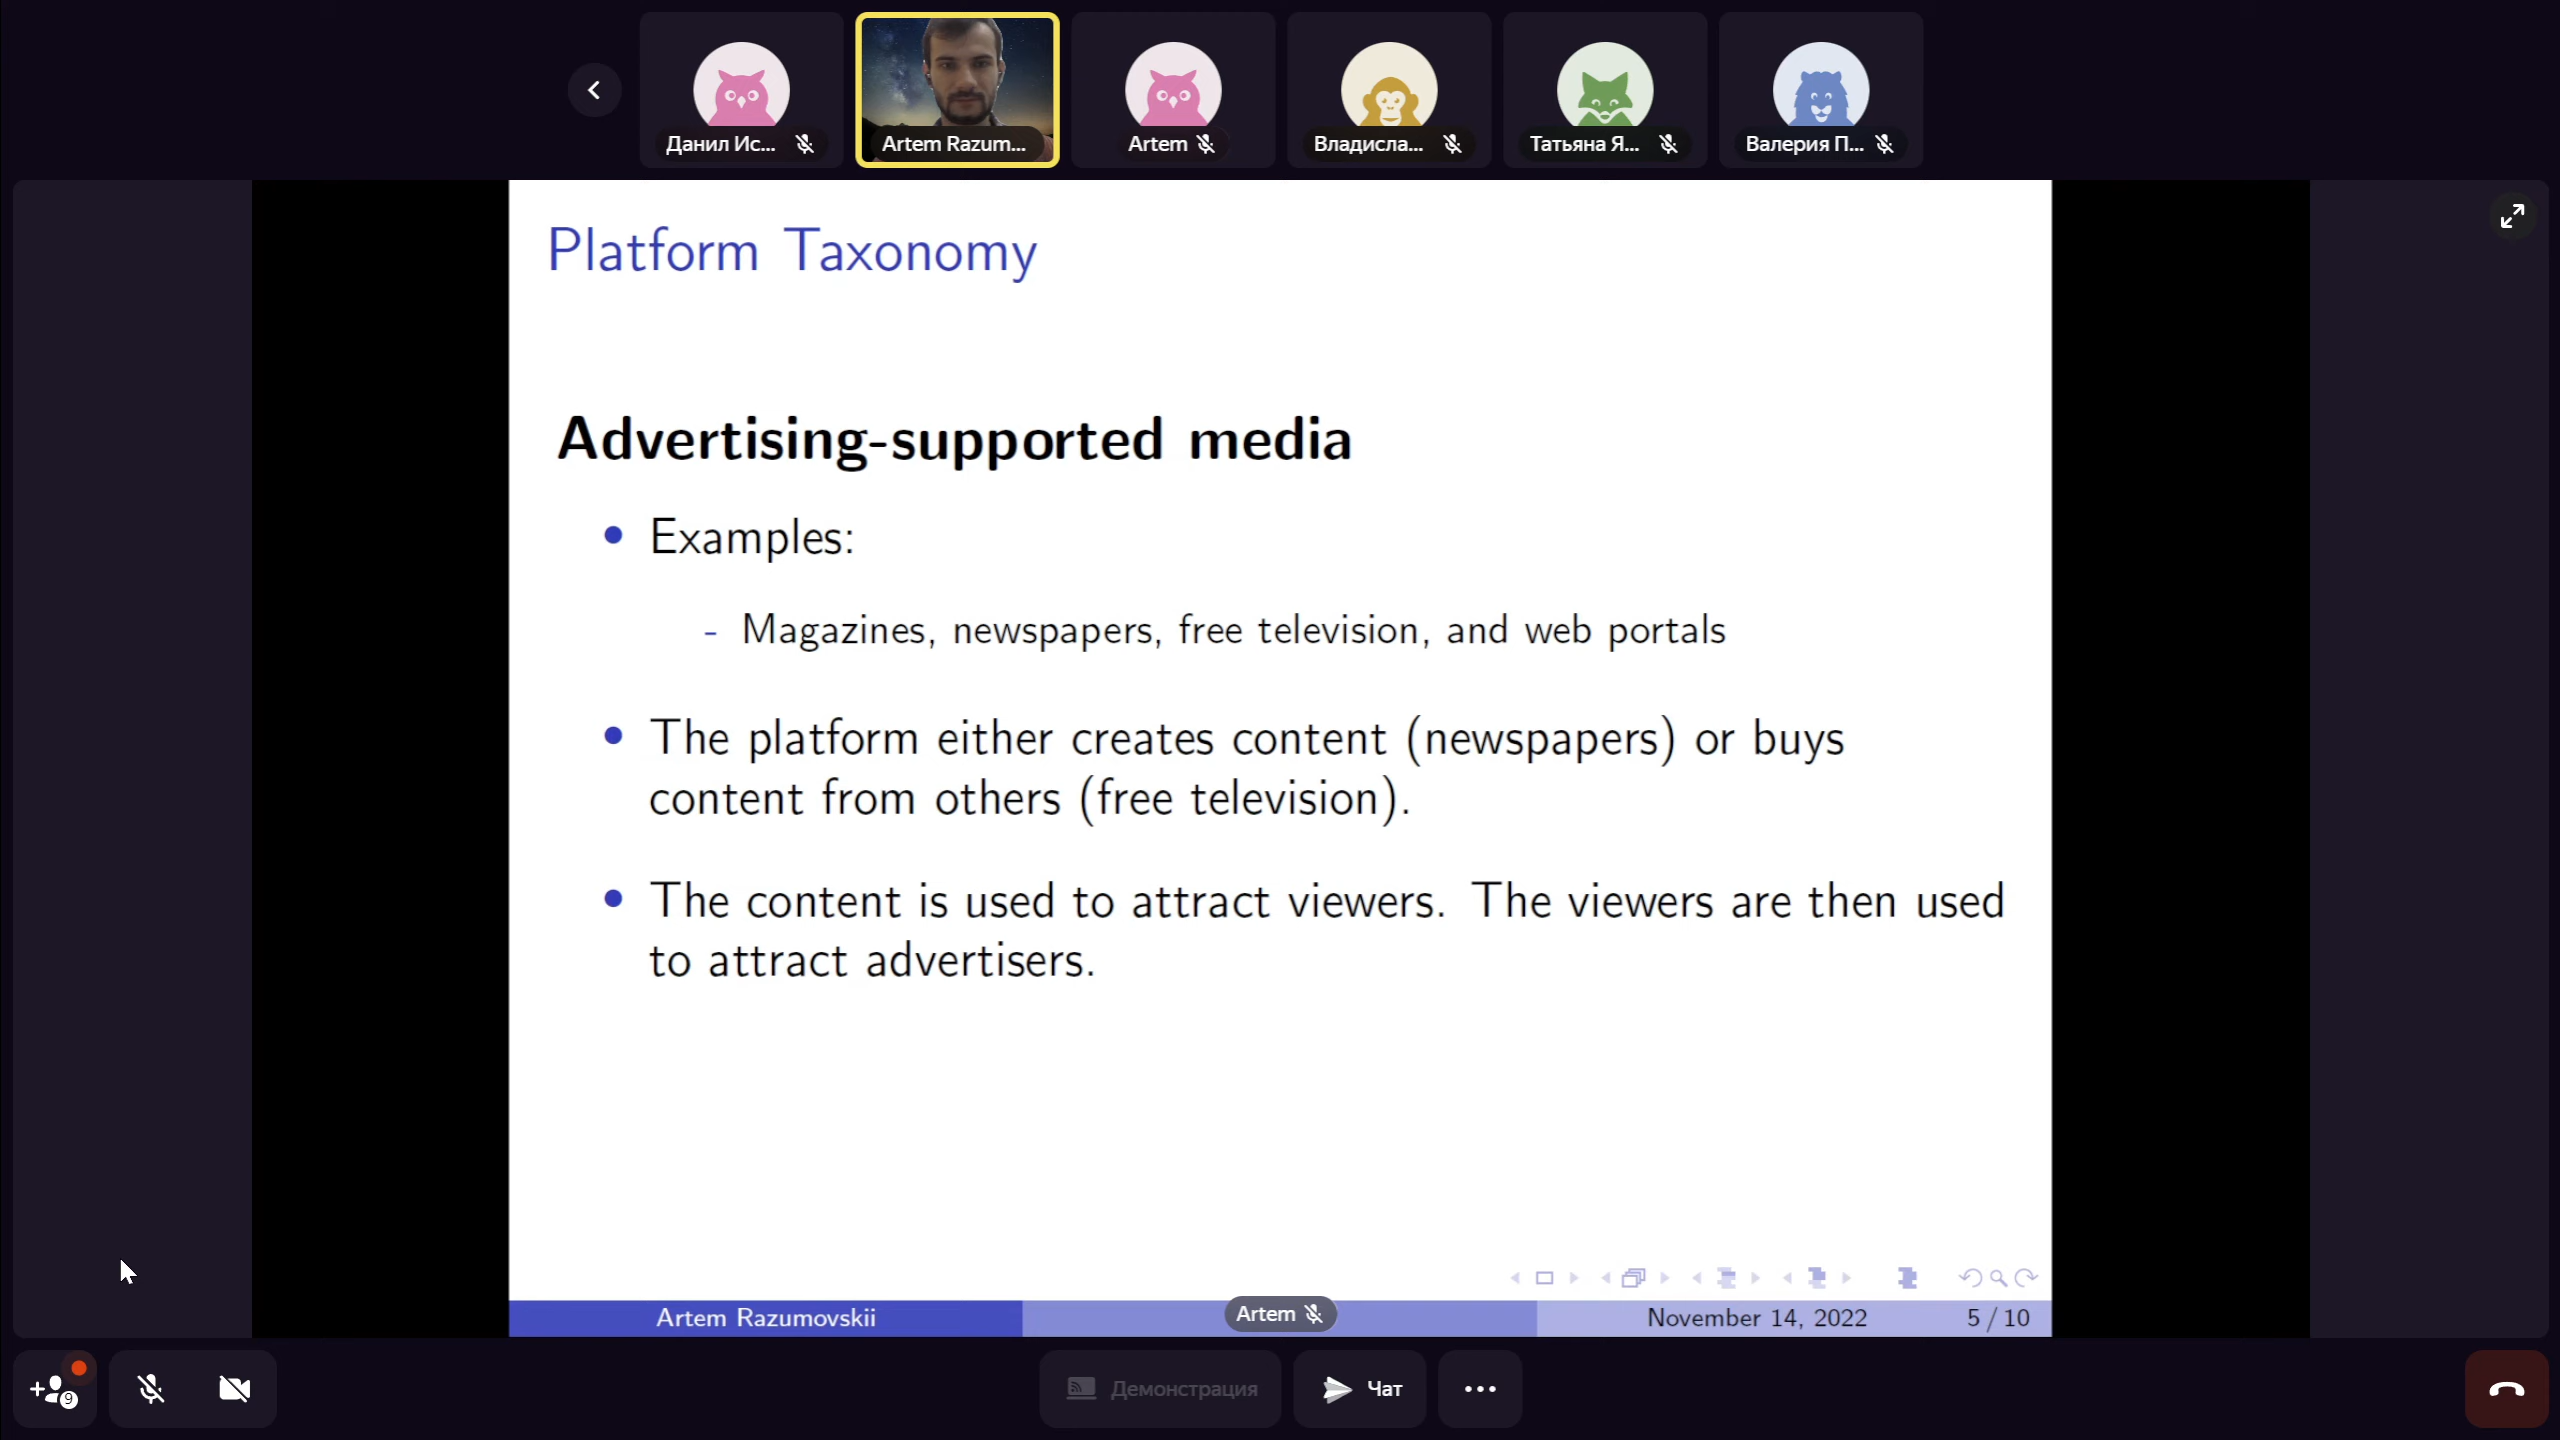 Данил Ис...
Artem Razum...
Artem
Владисла...
Татьяна Я...
Валерия П...
Platform Taxonomy
Advertising-supported media
• Examples:
- Magazines, newspapers, free television, and web portals
• The platform either creates content (newspapers) or buys
content from others (free television).
• The content is used to attract viewers. The viewers are then used
to attract advertisers.
Artem Razumovskii
Artem
November 14, 2022
5 / 10
9
Демонстрация
Чат